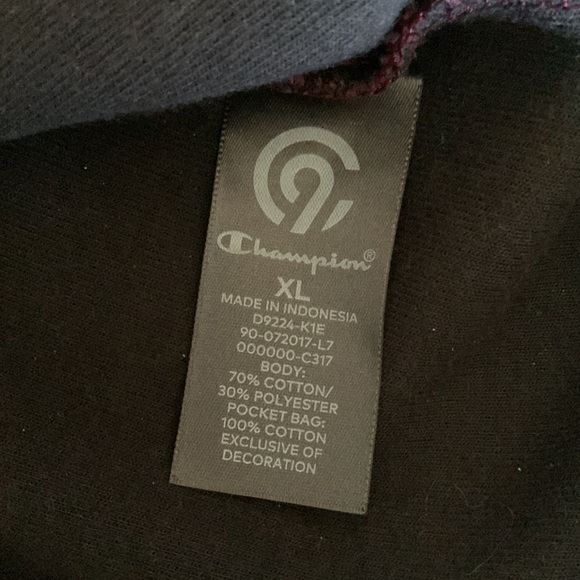 C9
Champion®
XL
MADE IN INDONESIA
D9224-K1E
90-072017-L7
000000-C317
BODY:
70% COTTON/
30% POLYESTER
POCKET BAG:
100% COTTON
EXCLUSIVE OF
DECORATION